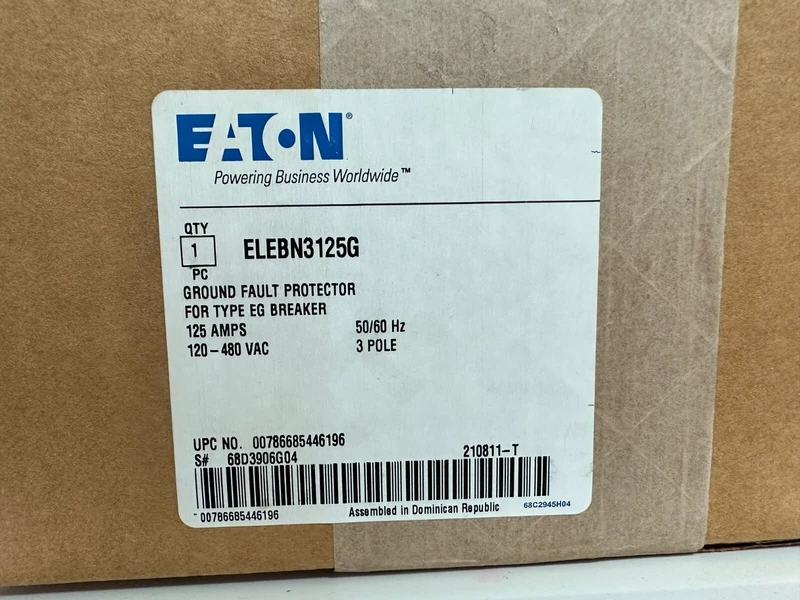 EATON®
Powering Business Worldwide™
QTY
1 ELEBN3125G
PC
GROUND FAULT PROTECTOR
FOR TYPE EG BREAKER
125 AMPS 50/60 Hz
120-480 VAC 3 POLE
UPC NO. 00786685446196
S# 68D3906G04 210811-T
00786685446196 Assembled in Dominican Republic 68C2945H04